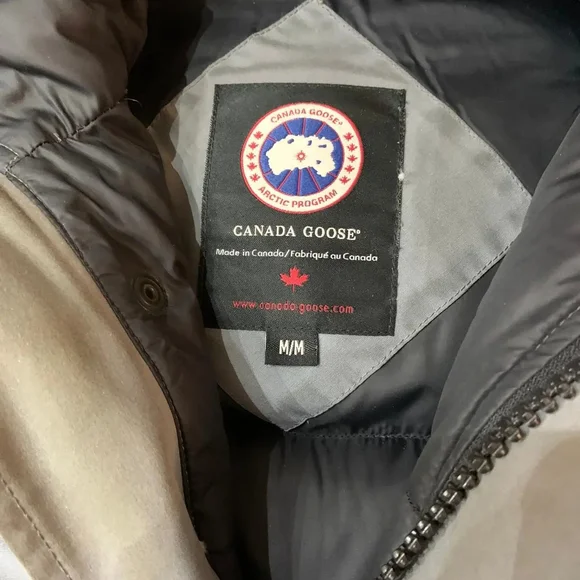 CANADA GOOSE®
ARCTIC PROGRAM
CANADA GOOSE®
Made in Canada/Fabriqué au Canada
www.canada-goose.com
M/M